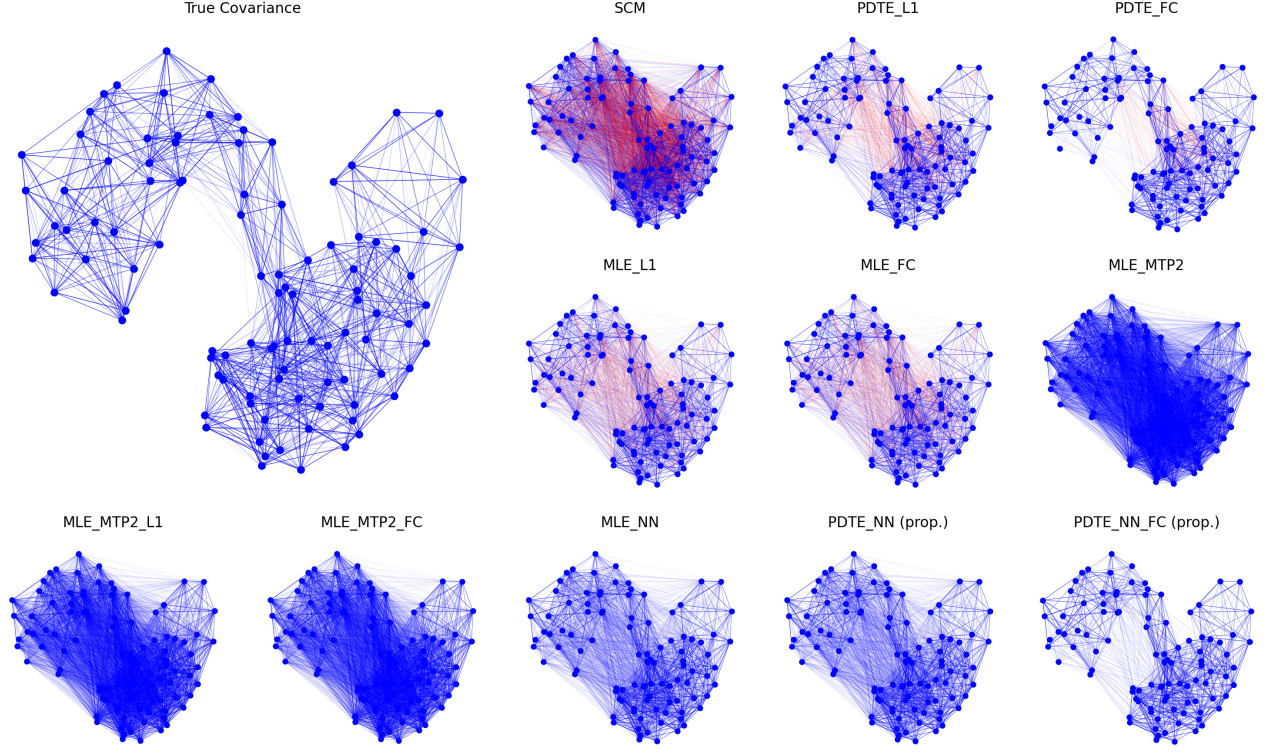 True Covariance
SCM
PDTE_L1
PDTE_FC
MLE_L1
MLE_FC
MLE_MTP2
MLE_MTP2_L1
MLE_MTP2_FC
MLE_NN
PDTE_NN (prop.)
PDTE_NN_FC (prop.)